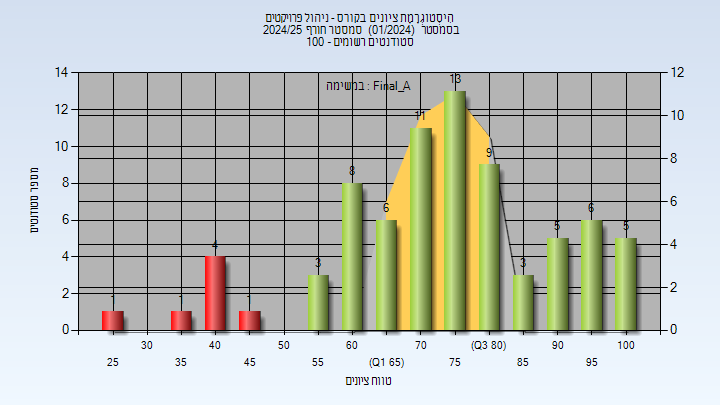 היסטוגרמת ציונים בקורס - ניהול פרויקטים
בסמסטר (01/2024) סמסטר חורף 2024/25
סטודנטים רשומים - 100
במשימה : Final_A
מספר סטודנטים
14 12 10 8 6 4 2 0
12 10 8 6 4 2 0
1 1 4 1 3 8 6 11 13 9 3 5 6 5
30 40 50 60 70 (Q3 80) 90 100
25 35 45 55 (Q1 65) 75 85 95
טווח ציונים